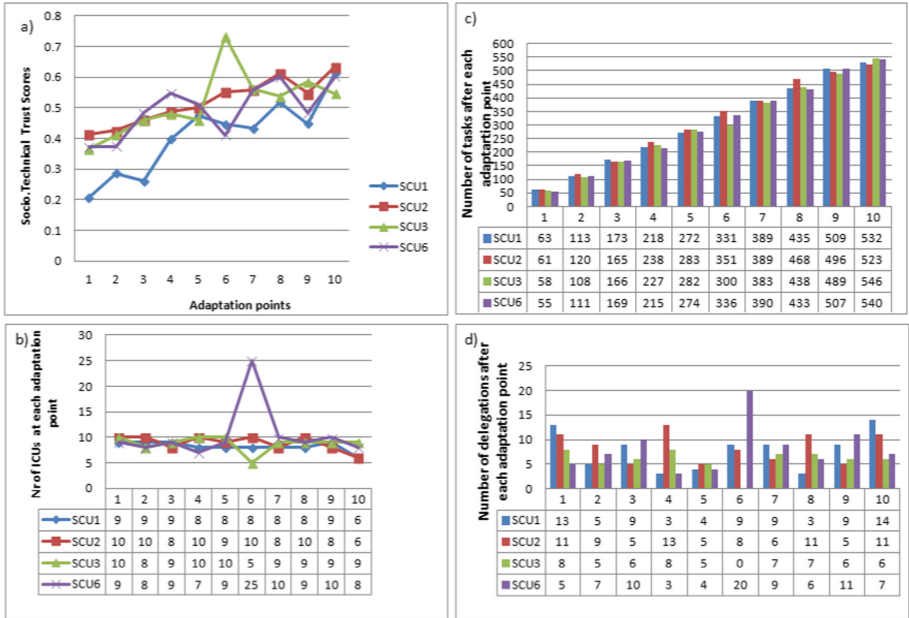 a)
0.8
0.7
0.6
0.5
0.4
0.3
0.2
0.1
0
Socio.Technical Trust Scores
1 2 3 4 5 6 7 8 9 10
Adaptation points
SCU1
SCU2
SCU3
SCU6
c)
Number of tasks after each adaptation point
600
550
500
450
400
350
300
250
200
150
100
50
0
1 2 3 4 5 6 7 8 9 10
SCU1 63 113 173 218 272 331 389 435 509 532
SCU2 61 120 165 238 283 351 389 468 496 523
SCU3 58 108 166 227 282 300 383 438 489 546
SCU6 55 111 169 215 274 336 390 433 507 540
b)
Nr of ICUs at each adaptation point
30
25
20
15
10
5
0
1 2 3 4 5 6 7 8 9 10
SCU1 9 9 9 8 8 8 8 8 9 6
SCU2 10 10 8 10 9 10 8 10 8 6
SCU3 10 8 9 10 10 5 9 9 9 9
SCU6 9 8 9 7 9 25 10 9 10 8
d)
Number of delegations after each adaptation point
25
20
15
10
5
0
1 2 3 4 5 6 7 8 9 10
SCU1 13 5 9 3 4 9 9 3 9 14
SCU2 11 9 5 13 5 8 6 11 5 11
SCU3 8 5 6 8 5 0 7 7 6 6
SCU6 5 7 10 3 4 20 9 6 11 7